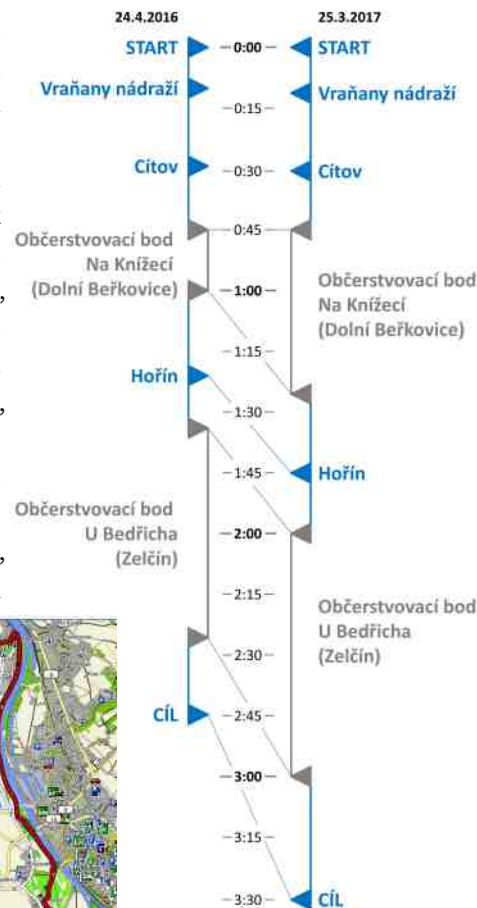 24.4.2016
25.3.2017
START
0:00
START
Vraňany nádraží
Vraňany nádraží
0:15
Cítov
0:30
Cítov
0:45
Občerstvovací bod
Na Knížecí
(Dolní Beřkovice)
1:00
Občerstvovací bod
Na Knížecí
(Dolní Beřkovice)
1:15
Hořín
1:30
1:45
Hořín
Občerstvovací bod
U Bedřicha
(Zelčín)
2:00
2:15
Občerstvovací bod
U Bedřicha
(Zelčín)
2:30
CÍL
2:45
3:00
3:15
3:30
CÍL